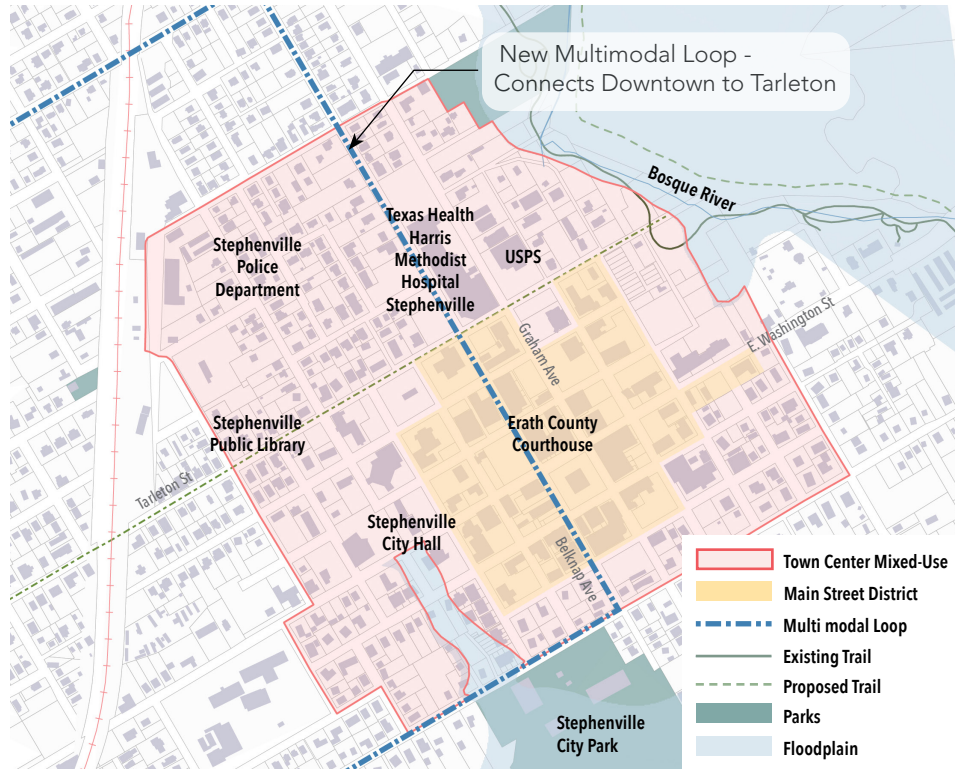 New Multimodal Loop -
Connects Downtown to Tarleton
Bosque River
Texas Health
Harris
Methodist
Hospital
Stephenville
Stephenville
Police
Department
USPS
Graham Ave
E. Washington St
Stephenville
Public Library
Erath County
Courthouse
Tarleton St
Stephenville
City Hall
Belknap Ave
Stephenville
City Park
Town Center Mixed-Use
Main Street District
Multi modal Loop
Existing Trail
Proposed Trail
Parks
Floodplain